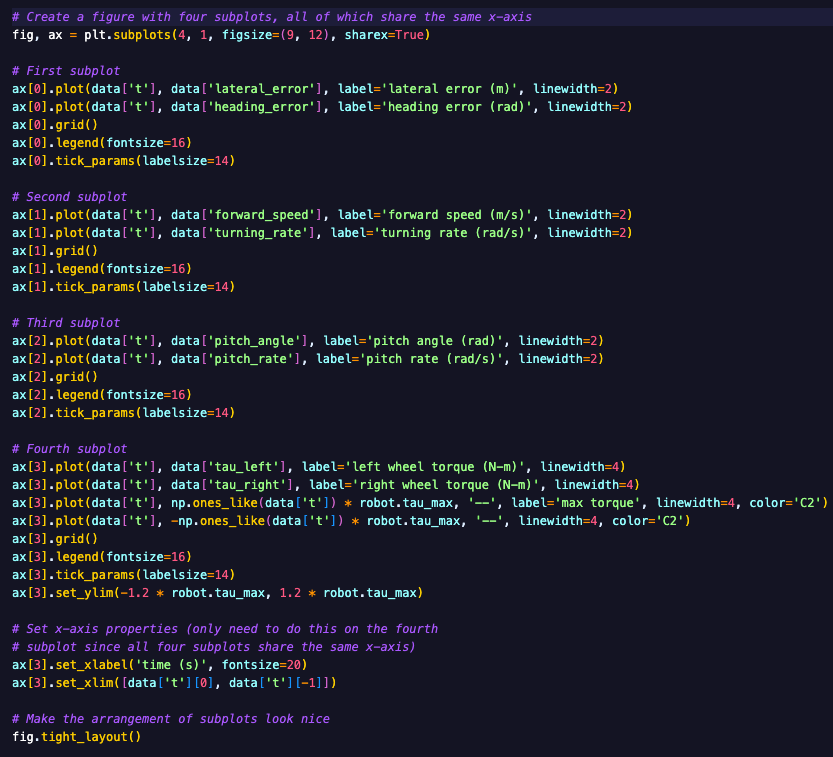 # Create a figure with four subplots, all of which share the same x-axis
fig, ax = plt.subplots(4, 1, figsize=(9, 12), sharex=True)
# First subplot
ax[0].plot(data['t'], data['lateral_error'], label='lateral error (m)', linewidth=2)
ax[0].plot(data['t'], data['heading_error'], label='heading error (rad)', linewidth=2)
ax[0].grid()
ax[0].legend(fontsize=16)
ax[0].tick_params(labelsize=14)
# Second subplot
ax[1].plot(data['t'], data['forward_speed'], label='forward speed (m/s)', linewidth=2)
ax[1].plot(data['t'], data['turning_rate'], label='turning rate (rad/s)', linewidth=2)
ax[1].grid()
ax[1].legend(fontsize=16)
ax[1].tick_params(labelsize=14)
# Third subplot
ax[2].plot(data['t'], data['pitch_angle'], label='pitch angle (rad)', linewidth=2)
ax[2].plot(data['t'], data['pitch_rate'], label='pitch rate (rad/s)', linewidth=2)
ax[2].grid()
ax[2].legend(fontsize=16)
ax[2].tick_params(labelsize=14)
# Fourth subplot
ax[3].plot(data['t'], data['tau_left'], label='left wheel torque (N-m)', linewidth=4)
ax[3].plot(data['t'], data['tau_right'], label='right wheel torque (N-m)', linewidth=4)
ax[3].plot(data['t'], np.ones_like(data['t']) * robot.tau_max, '--', label='max torque', linewidth=4, color='C2')
ax[3].plot(data['t'], -np.ones_like(data['t']) * robot.tau_max, '--', linewidth=4, color='C2')
ax[3].grid()
ax[3].legend(fontsize=16)
ax[3].tick_params(labelsize=14)
ax[3].set_ylim(-1.2 * robot.tau_max, 1.2 * robot.tau_max)
# Set x-axis properties (only need to do this on the fourth
# subplot since all four subplots share the same x-axis)
ax[3].set_xlabel('time (s)', fontsize=20)
ax[3].set_xlim([data['t'][0], data['t'][-1]])
# Make the arrangement of subplots look nice
fig.tight_layout()